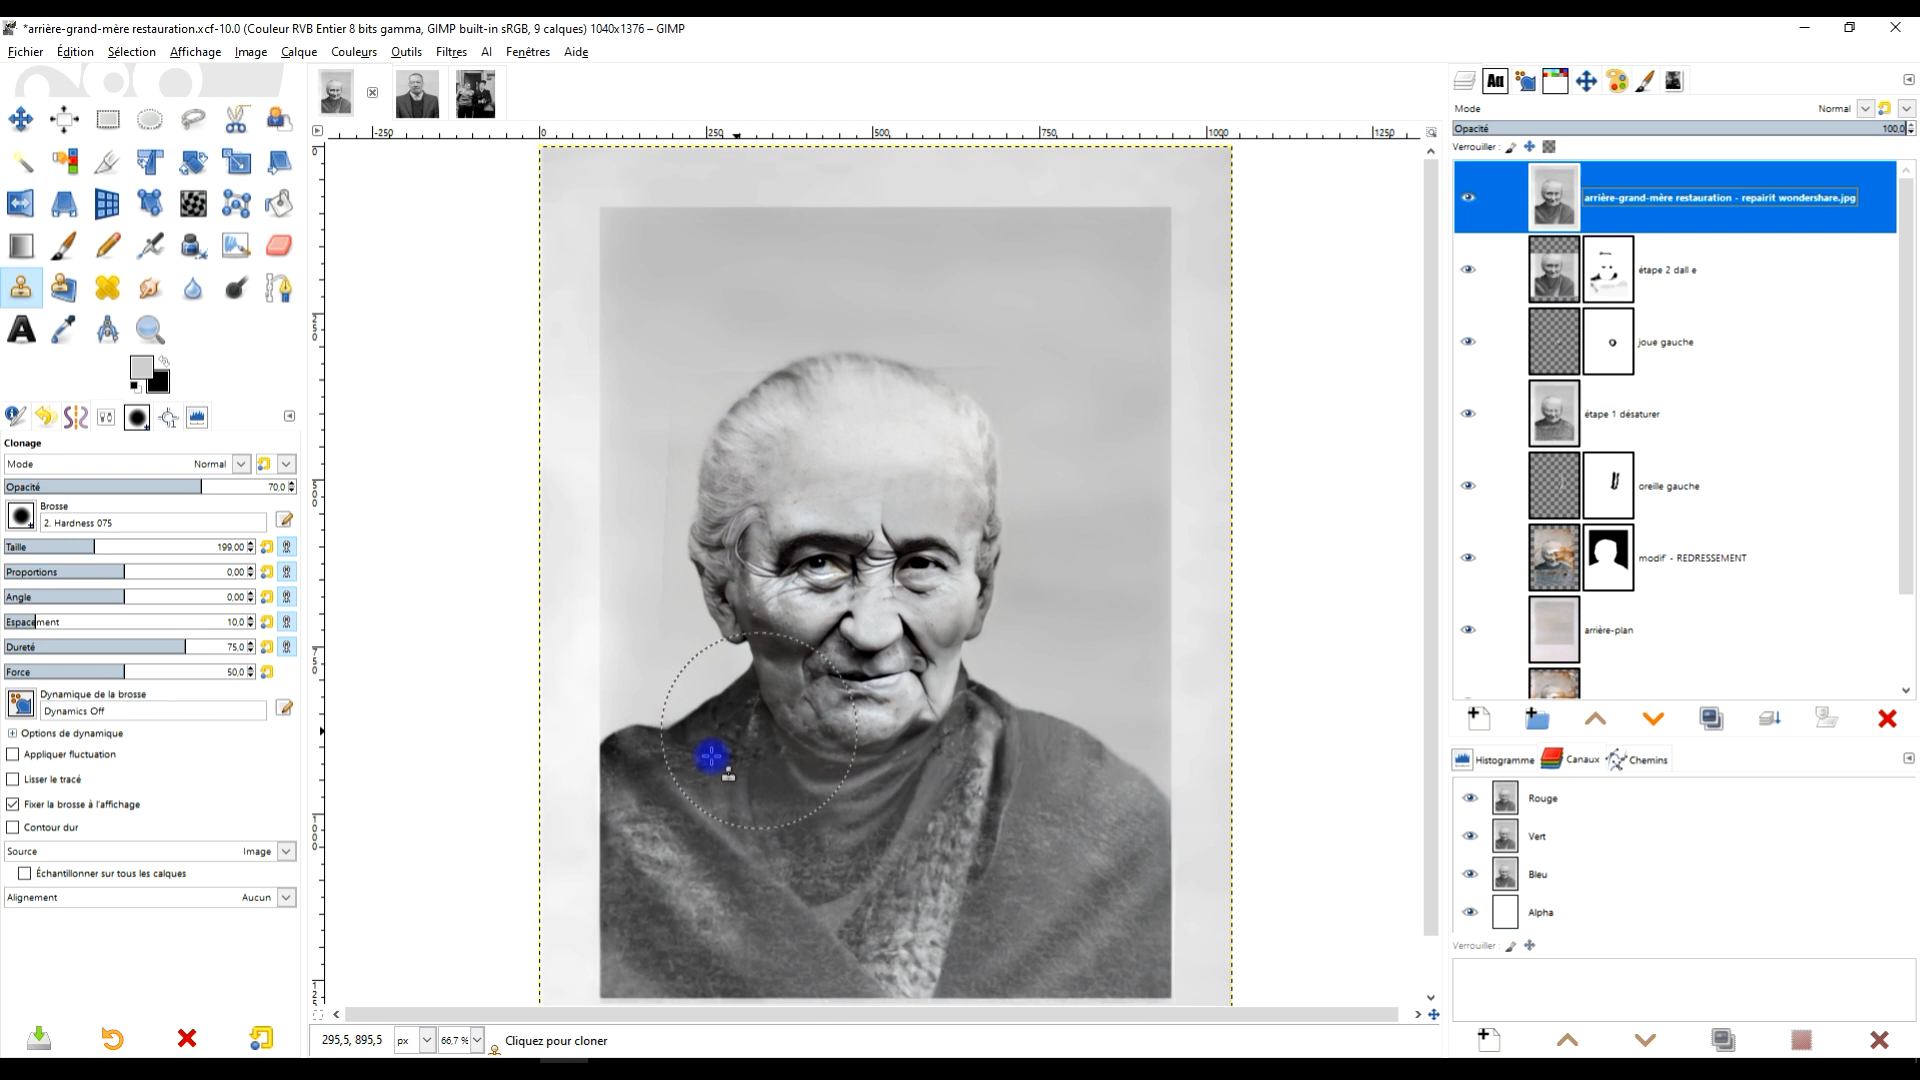 *arrière-grand-mère restauration.xcf-10.0 (Couleur RVB Entier 8 bits gamma, GIMP built-in sRGB, 9 calques) 1040x1376 – GIMP
Fichier Édition Sélection Affichage Image Calque Couleurs Outils Filtres AI Fenêtres Aide
-250 0 250 500 750 1000 1250
0
250
500
750
1000
125
Clonage
Mode Normal
Opacité 70,0
Brosse
2. Hardness 075
Taille 199,00
Proportions 0,00
Angle 0,00
Espacement 10,0
Dureté 75,0
Force 50,0
Dynamique de la brosse
Dynamics Off
Options de dynamique
Appliquer fluctuation
Lisser le tracé
Fixer la brosse à l'affichage
Contour dur
Source Image
Échantillonner sur tous les calques
Alignement Aucun
295,5, 895,5 px 66,7 % Cliquez pour cloner
Aa
Mode Normal
Opacité 100,0
Verrouiller :
arrière-grand-mère restauration - repairit wondershare.jpg
étape 2 dall e
joue gauche
étape 1 désaturer
oreille gauche
modif - REDRESSEMENT
arrière-plan
Histogramme Canaux Chemins
Rouge
Vert
Bleu
Alpha
Verrouiller :